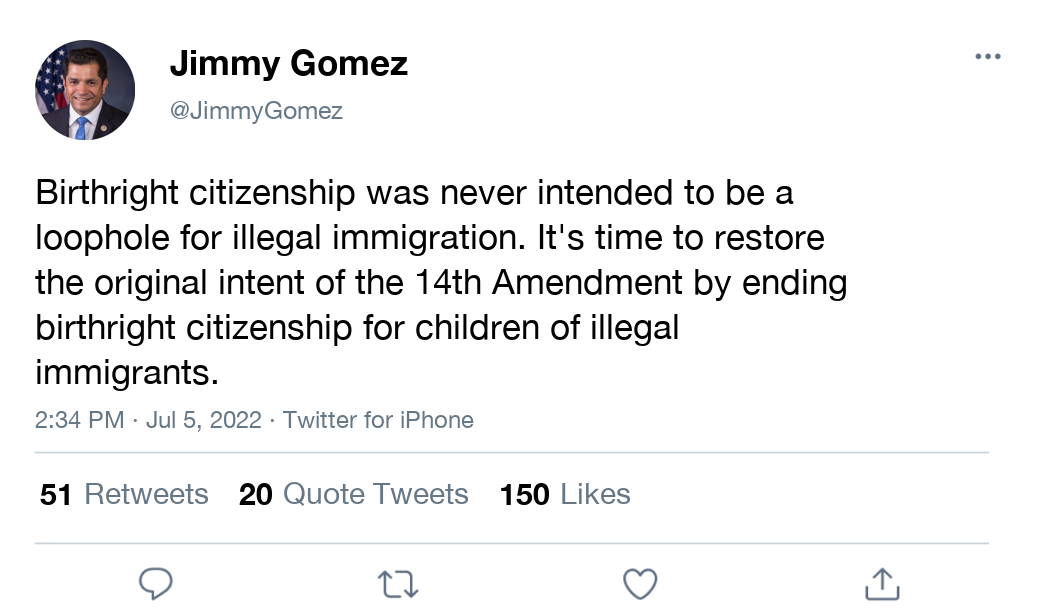 Jimmy Gomez
@JimmyGomez
Birthright citizenship was never intended to be a
loophole for illegal immigration. It's time to restore
the original intent of the 14th Amendment by ending
birthright citizenship for children of illegal
immigrants.
2:34 PM · Jul 5, 2022 · Twitter for iPhone
51 Retweets 20 Quote Tweets 150 Likes